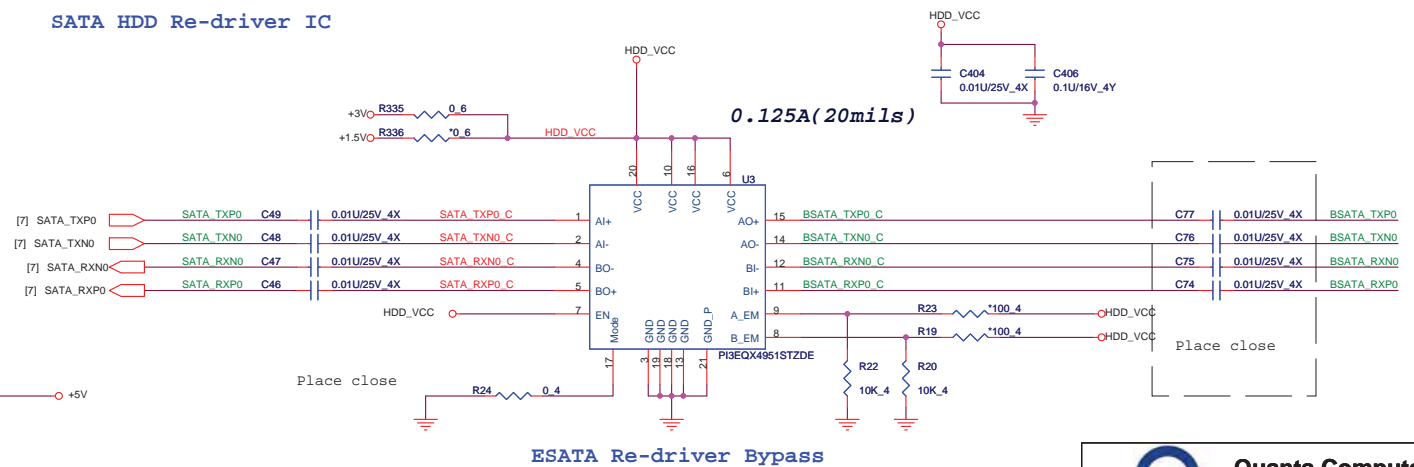 SATA HDD Re-driver IC
HDD_VCC
C404
0.01U/25V_4X
C406
0.1U/16V_4Y
HDD_VCC
+3V R335 0_6
+1.5V R336 *0_6 HDD_VCC
0.125A(20mils)
20 10 16 6
U3
VCC VCC VCC VCC
[7] SATA_TXP0 SATA_TXP0 C49 0.01U/25V_4X SATA_TXP0_C 1 AI+ AO+ 15 BSATA_TXP0_C C77 0.01U/25V_4X BSATA_TXP0
[7] SATA_TXN0 SATA_TXN0 C48 0.01U/25V_4X SATA_TXN0_C 2 AI- AO- 14 BSATA_TXN0_C C76 0.01U/25V_4X BSATA_TXN0
[7] SATA_RXN0 SATA_RXN0 C47 0.01U/25V_4X SATA_RXN0_C 4 BO- BI- 12 BSATA_RXN0_C C75 0.01U/25V_4X BSATA_RXN0
[7] SATA_RXP0 SATA_RXP0 C46 0.01U/25V_4X SATA_RXP0_C 5 BO+ BI+ 11 BSATA_RXP0_C C74 0.01U/25V_4X BSATA_RXP0
HDD_VCC 7 EN A_EM 9 R23 *100_4 HDD_VCC
B_EM 8 R19 *100_4 HDD_VCC
Mode GND GND GND GND GND_P
PI3EQX4951STZDE
17 3 19 18 13 21
Place close
Place close
R22
10K_4
R20
10K_4
+5V
R24 0_4
ESATA Re-driver Bypass